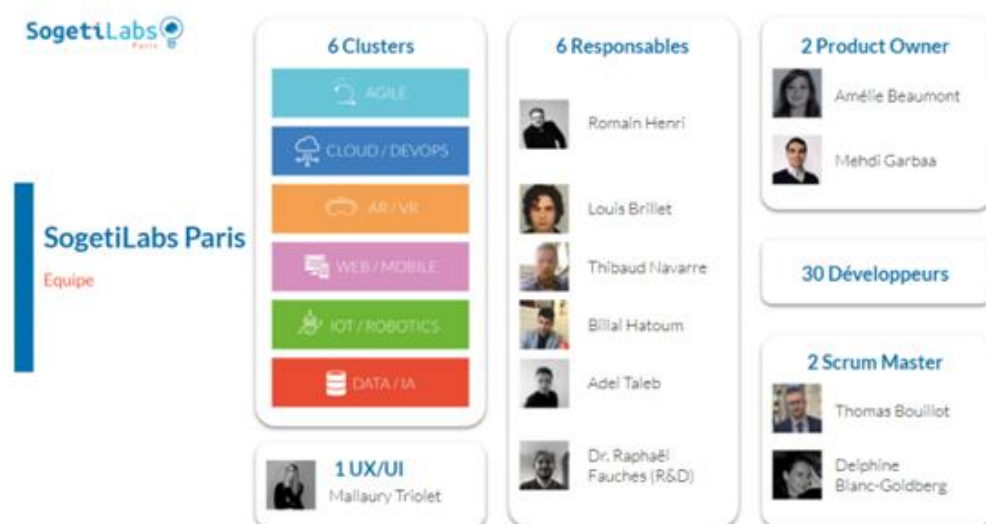 SogetiLabs
Paris
SogetiLabs Paris
Equipe
6 Clusters
AGILE
CLOUD / DEVOPS
AR / VR
WEB / MOBILE
IOT / ROBOTICS
DATA / IA
1 UX/UI
Mallaury Triolet
6 Responsables
Romain Henri
Louis Brillet
Thibaud Navarre
Billal Hatoum
Adel Taleb
Dr. Raphaël
Fauches (R&D)
2 Product Owner
Amélie Beaumont
Mehdi Garbaa
30 Développeurs
2 Scrum Master
Thomas Bouillot
Delphine
Blanc-Goldberg